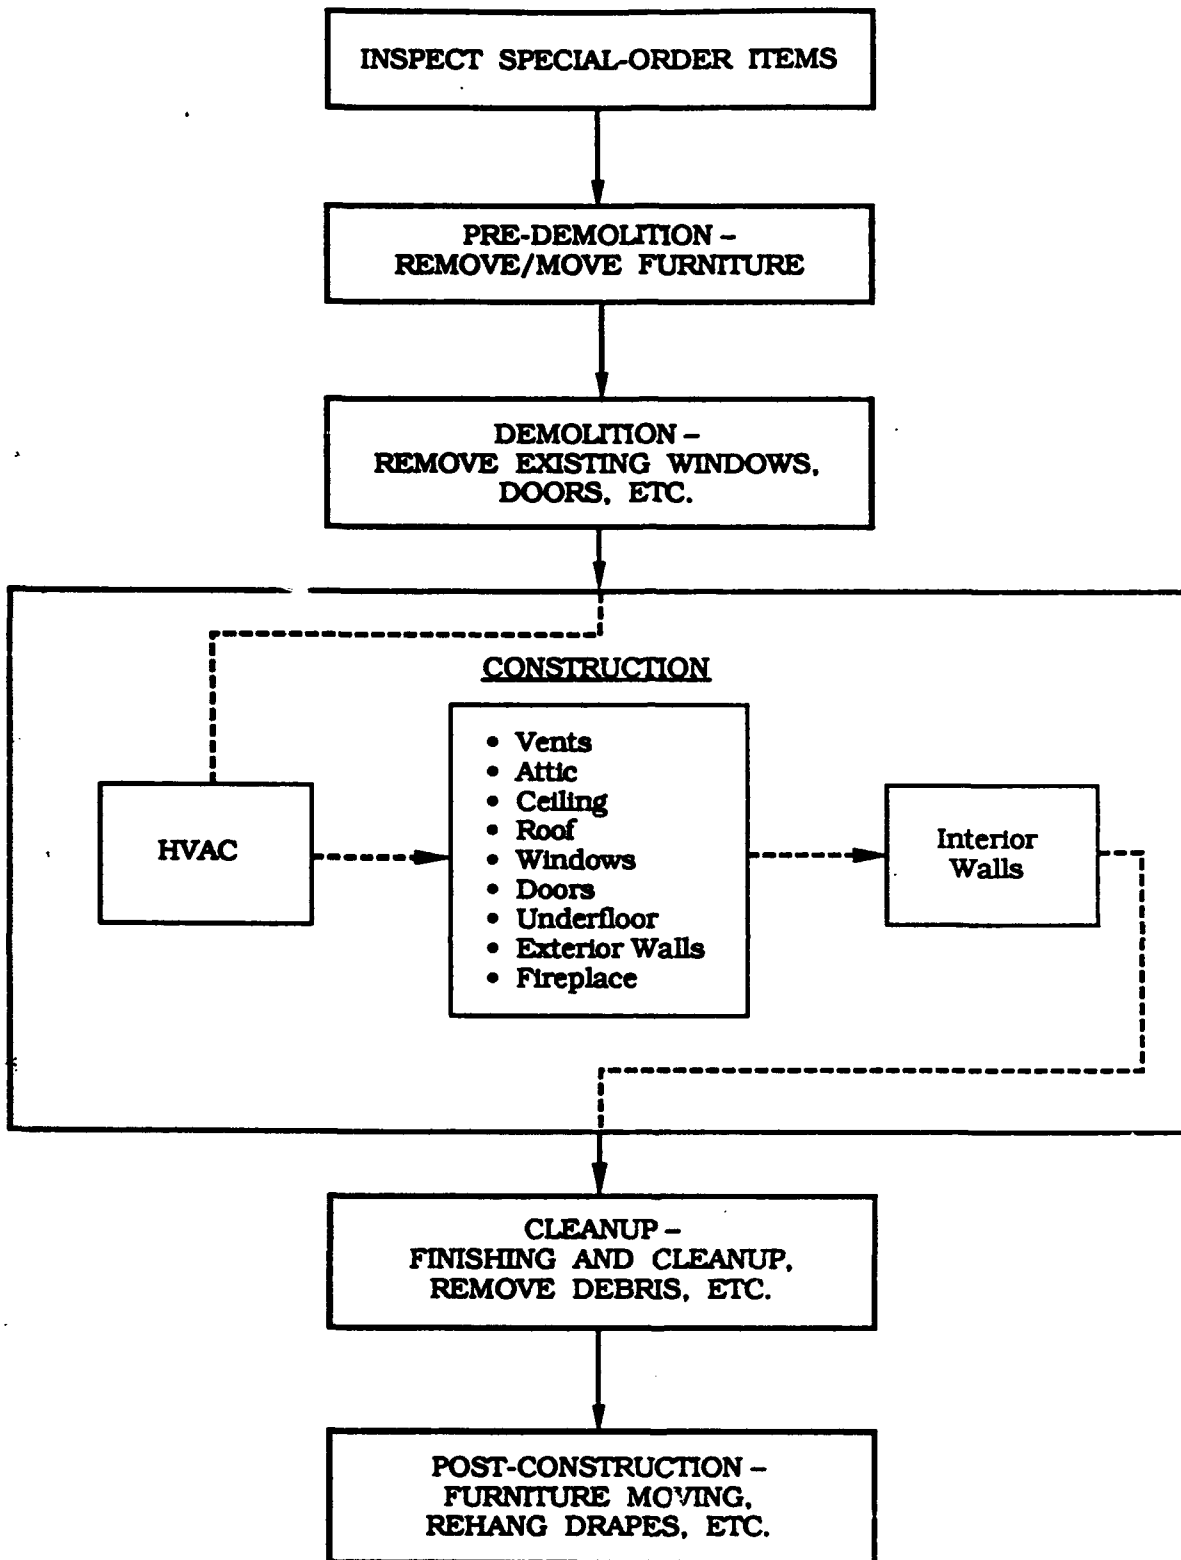 INSPECT SPECIAL-ORDER ITEMS
PRE-DEMOLITION –
REMOVE/MOVE FURNITURE
DEMOLITION –
REMOVE EXISTING WINDOWS,
DOORS, ETC.
CONSTRUCTION
HVAC
• Vents
• Attic
• Ceiling
• Roof
• Windows
• Doors
• Underfloor
• Exterior Walls
• Fireplace
Interior
Walls
CLEANUP –
FINISHING AND CLEANUP,
REMOVE DEBRIS, ETC.
POST-CONSTRUCTION –
FURNITURE MOVING,
REHANG DRAPES, ETC.